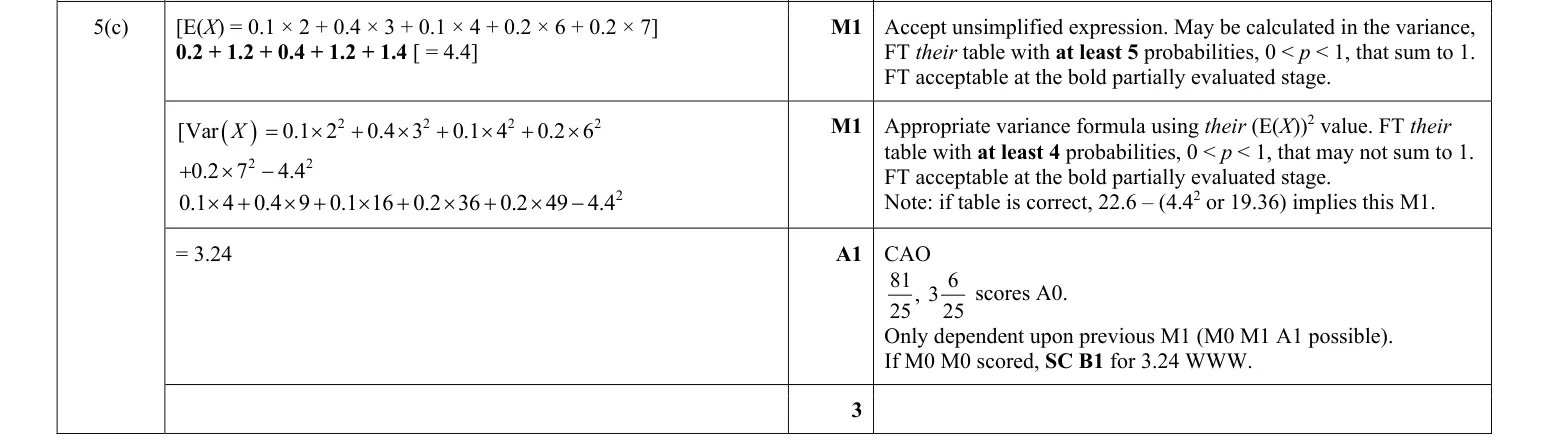 5(c)
[E(X) = 0.1 × 2 + 0.4 × 3 + 0.1 × 4 + 0.2 × 6 + 0.2 × 7]
0.2 + 1.2 + 0.4 + 1.2 + 1.4 [ = 4.4]
M1
Accept unsimplified expression. May be calculated in the variance,
FT their table with at least 5 probabilities, 0 < p < 1, that sum to 1.
FT acceptable at the bold partially evaluated stage.
[Var(X) = 0.1×2² + 0.4×3² + 0.1×4² + 0.2×6²
+0.2×7² − 4.4²
0.1×4 + 0.4×9 + 0.1×16 + 0.2×36 + 0.2×49 − 4.4²
M1
Appropriate variance formula using their (E(X))² value. FT their
table with at least 4 probabilities, 0 < p < 1, that may not sum to 1.
FT acceptable at the bold partially evaluated stage.
Note: if table is correct, 22.6 – (4.4² or 19.36) implies this M1.
= 3.24
A1
CAO
81/25, 3 6/25 scores A0.
Only dependent upon previous M1 (M0 M1 A1 possible).
If M0 M0 scored, SC B1 for 3.24 WWW.
3